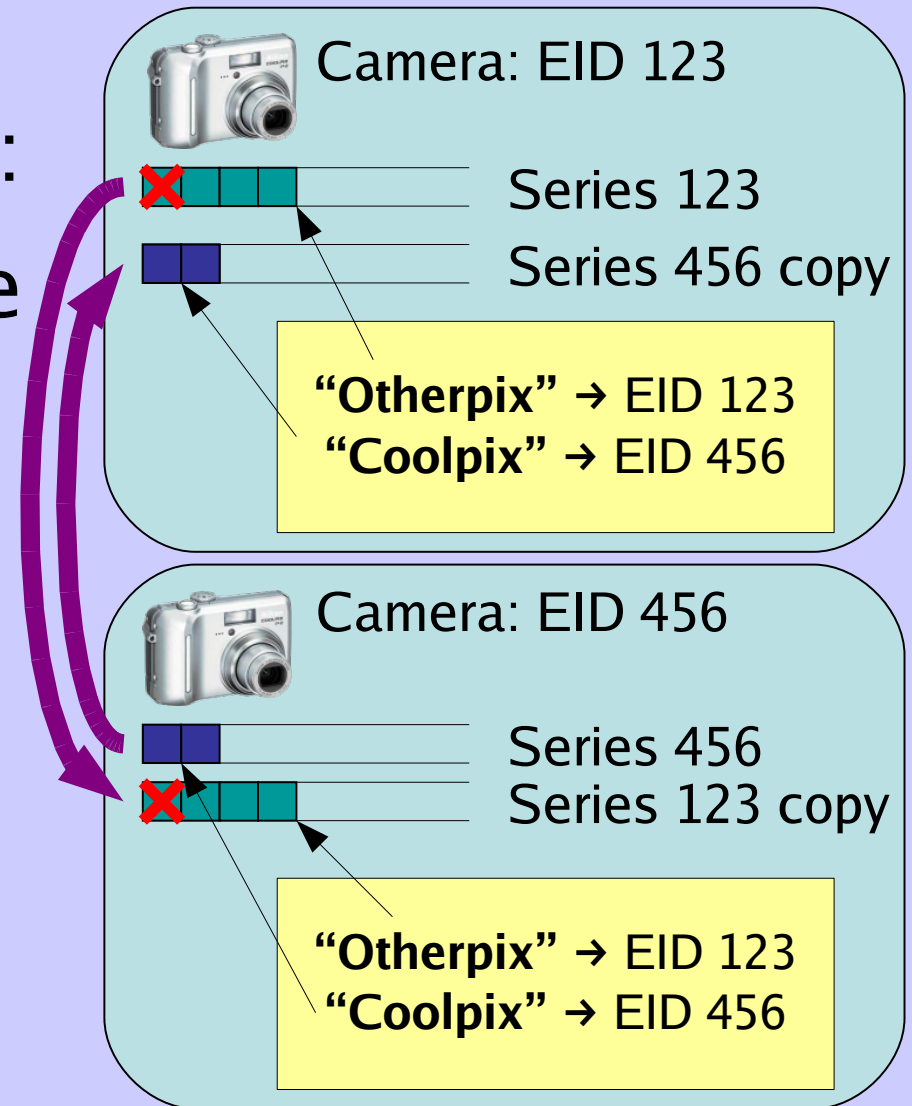 :
e
Camera: EID 123
Series 123
Series 456 copy
“Otherpix” → EID 123
“Coolpix” → EID 456
Camera: EID 456
Series 456
Series 123 copy
“Otherpix” → EID 123
“Coolpix” → EID 456